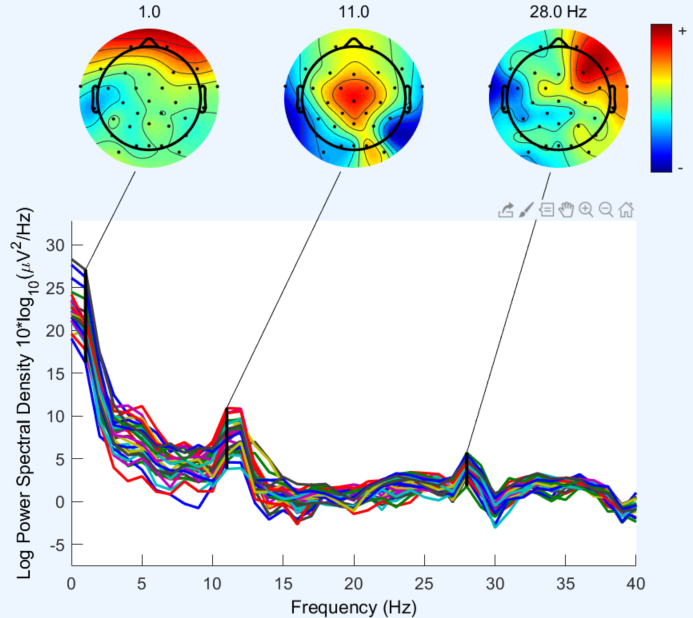 1.0 11.0 28.0 Hz
+
-
Log Power Spectral Density 10*log10(μV2/Hz)
30
25
20
15
10
5
0
-5
0 5 10 15 20 25 30 35 40
Frequency (Hz)